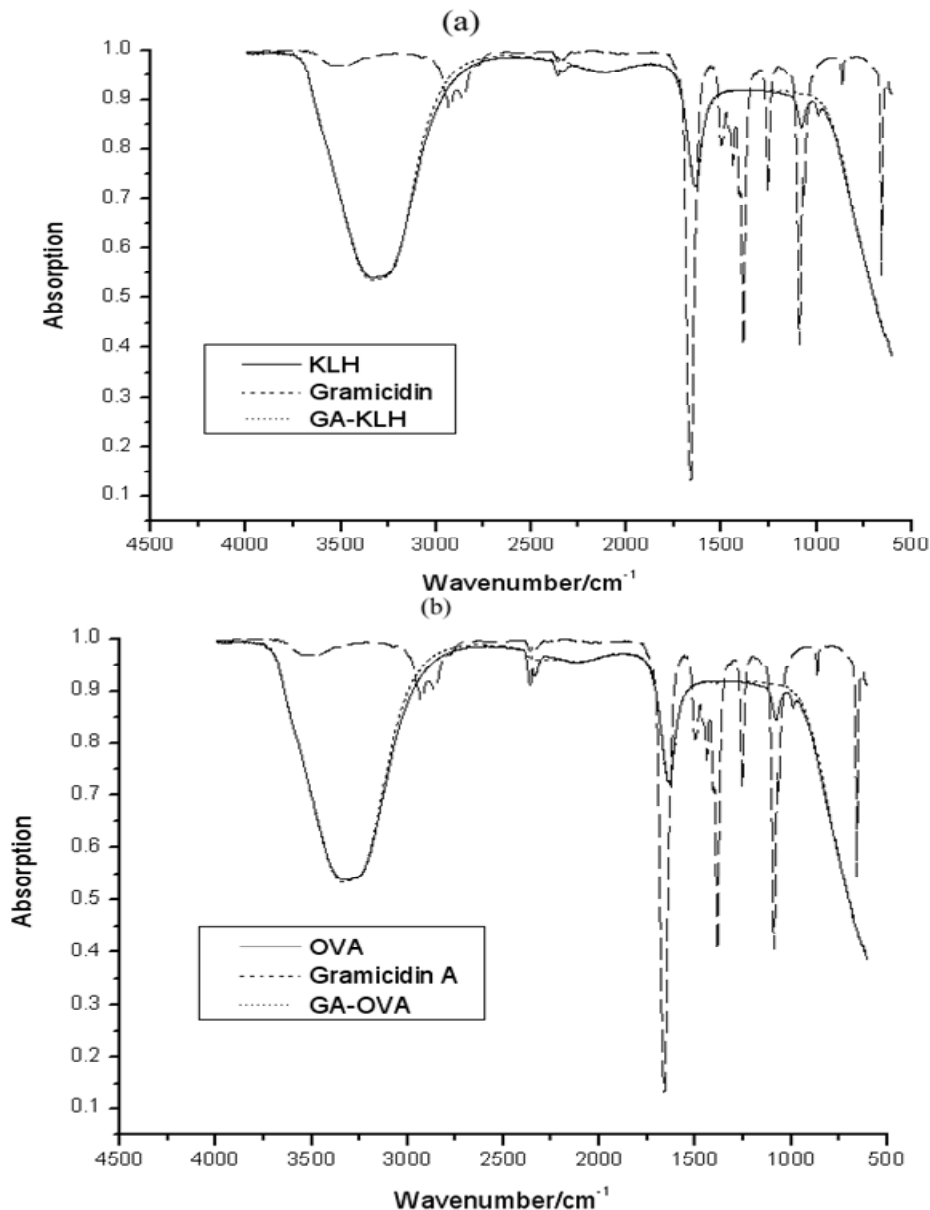 (a)
1.0
0.9
0.8
0.7
0.6
0.5
0.4
0.3
0.2
0.1
Absorption
KLH
Gramicidin
GA-KLH
4500 4000 3500 3000 2500 2000 1500 1000 500
Wavenumber/cm⁻¹
(b)
1.0
0.9
0.8
0.7
0.6
0.5
0.4
0.3
0.2
0.1
Absorption
OVA
Gramicidin A
GA-OVA
4500 4000 3500 3000 2500 2000 1500 1000 500
Wavenumber/cm⁻¹